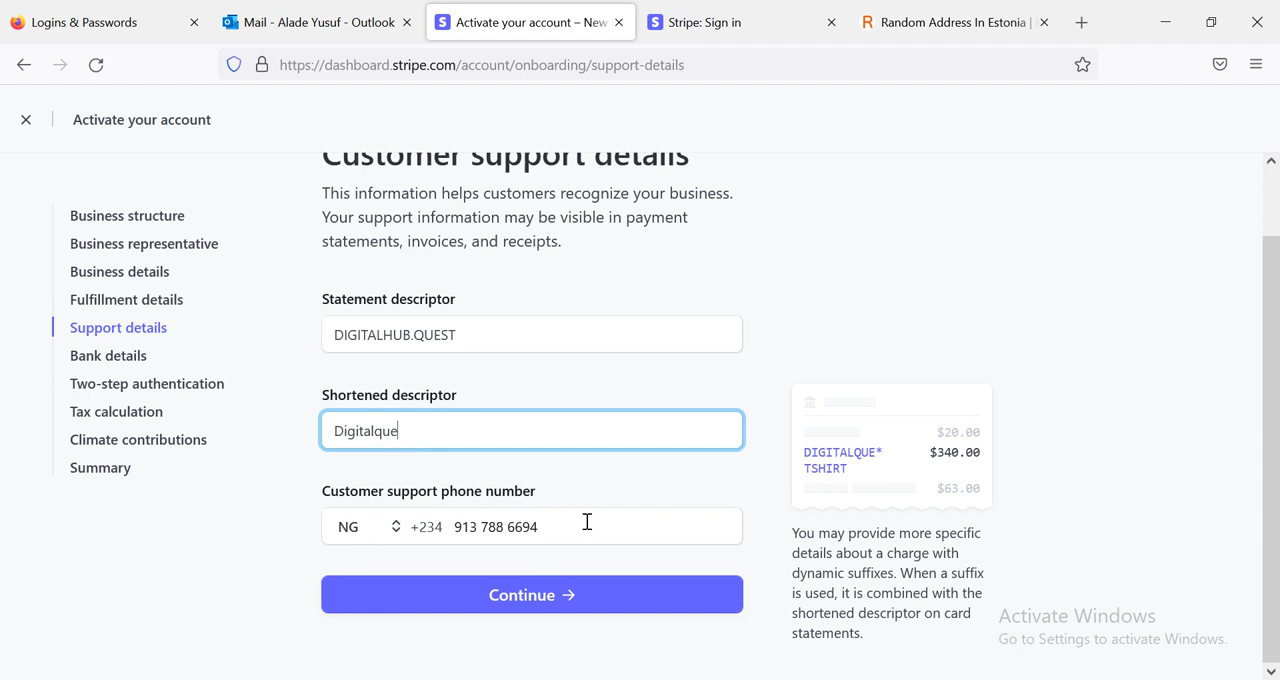 Logins & Passwords
Mail - Alade Yusuf - Outlook
Activate your account – New
Stripe: Sign in
Random Address In Estonia |
https://dashboard.stripe.com/account/onboarding/support-details
Activate your account
Customer support details
This information helps customers recognize your business.
Your support information may be visible in payment
statements, invoices, and receipts.
Business structure
Business representative
Business details
Fulfillment details
Support details
Bank details
Two-step authentication
Tax calculation
Climate contributions
Summary
Statement descriptor
DIGITALHUB.QUEST
Shortened descriptor
Digitalque
Customer support phone number
NG +234 913 788 6694
Continue →
$20.00
DIGITALQUE* $340.00
TSHIRT
$63.00
You may provide more specific
details about a charge with
dynamic suffixes. When a suffix
is used, it is combined with the
shortened descriptor on card
statements.
Activate Windows
Go to Settings to activate Windows.